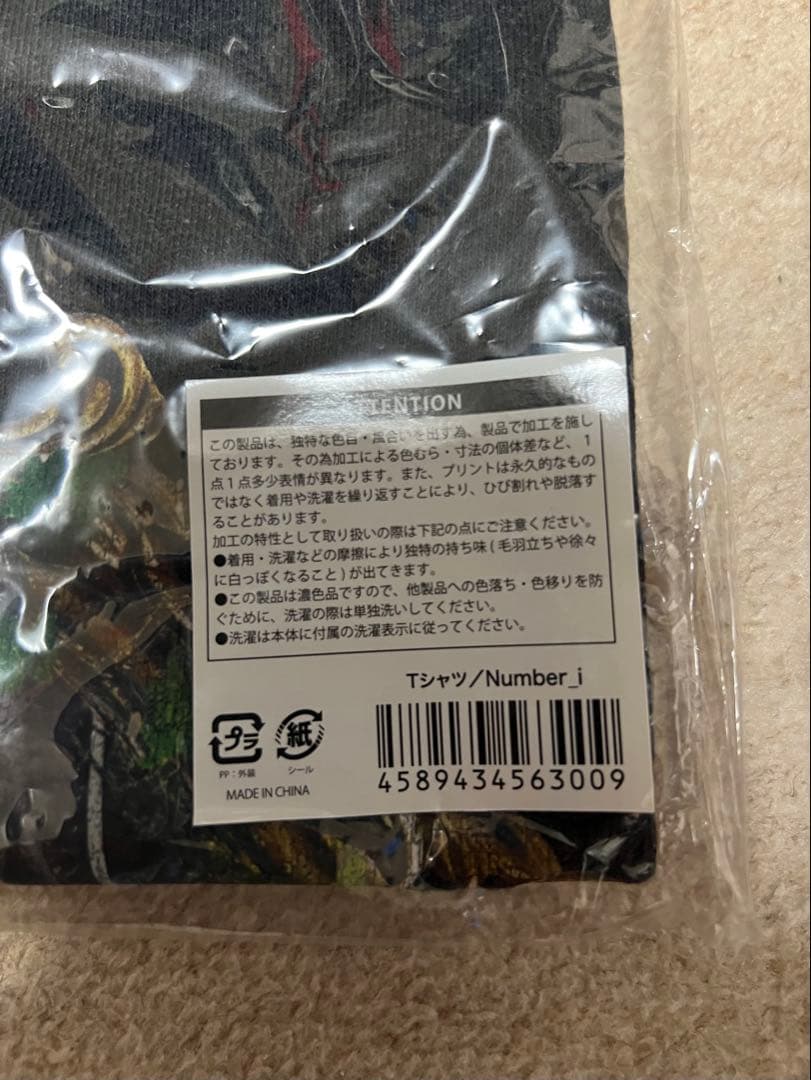 ATTENTION
この製品は、独特な色目・風合いを出す為、製品で加工を施し
ております。その為加工による色むら・寸法の個体差など、1
点1点多少表情が異なります。また、プリントは永久的なもの
ではなく着用や洗濯を繰り返すことにより、ひび割れや脱落す
ることがあります。
加工の特性として取り扱いの際は下記の点にご注意ください。
●着用・洗濯などの摩擦により独特の持ち味(毛羽立ちや徐々
に白っぽくなること)が出てきます。
●この製品は濃色品ですので、他製品への色落ち・色移りを防
ぐために、洗濯の際は単独洗いしてください。
●洗濯は本体に付属の洗濯表示に従ってください。
Tシャツ／Number_i
プラ
紙
PP：外装
シール
MADE IN CHINA
4589434563009